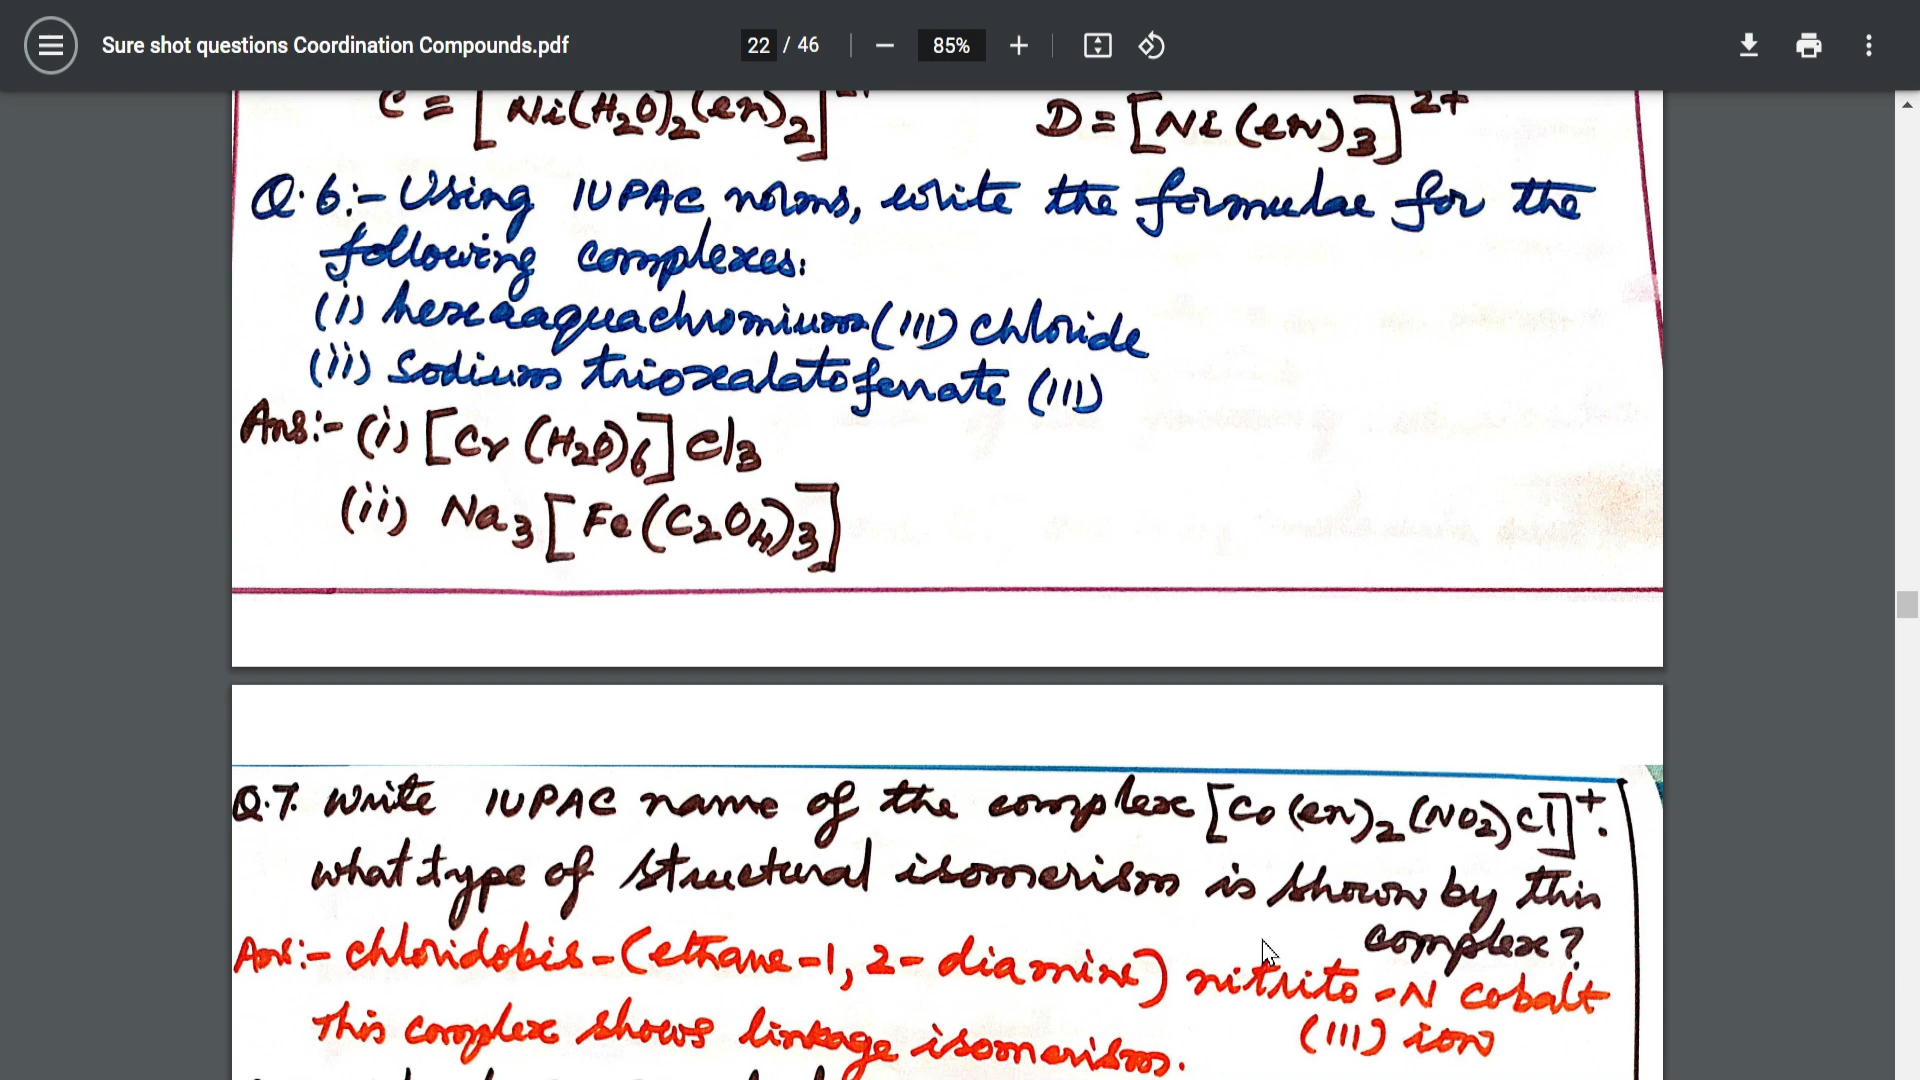 Sure shot questions Coordination Compounds.pdf
22 / 46
85%
C = [Ni(H2O)2(en)2]
D = [Ni(en)3]2+
Q.6:- Using IUPAC norms, write the formulae for the
following complexes:
(i) hexaaquachromium(III) chloride
(ii) Sodium trioxalatoferrate (III)
Ans:- (i) [Cr(H2O)6]Cl3
(ii) Na3[Fe(C2O4)3]
Q.7. Write IUPAC name of the complex [Co(en)2(NO2)Cl]+.
What type of structural isomerism is shown by this
complex?
Ans:- chloridobis-(ethane-1,2-diamine) nitrito-N cobalt
(III) ion
This complex shows linkage isomerism.